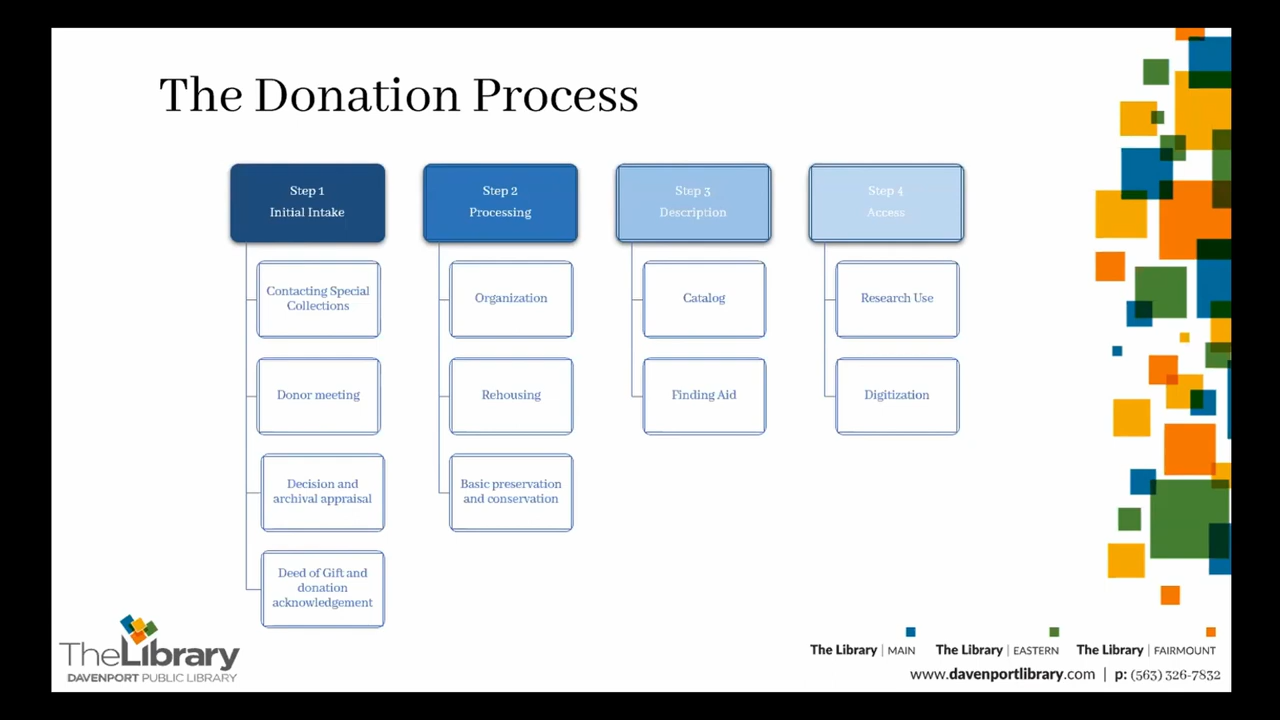 The Donation Process
Step 1
Initial Intake
Contacting Special
Collections
Donor meeting
Decision and
archival appraisal
Deed of Gift and
donation
acknowledgement
Step 2
Processing
Organization
Rehousing
Basic preservation
and conservation
Step 3
Description
Catalog
Finding Aid
Step 4
Access
Research Use
Digitization
TheLibrary
DAVENPORT PUBLIC LIBRARY
The Library | MAIN
The Library | EASTERN
The Library | FAIRMOUNT
www.davenportlibrary.com | p: (563) 326-7832